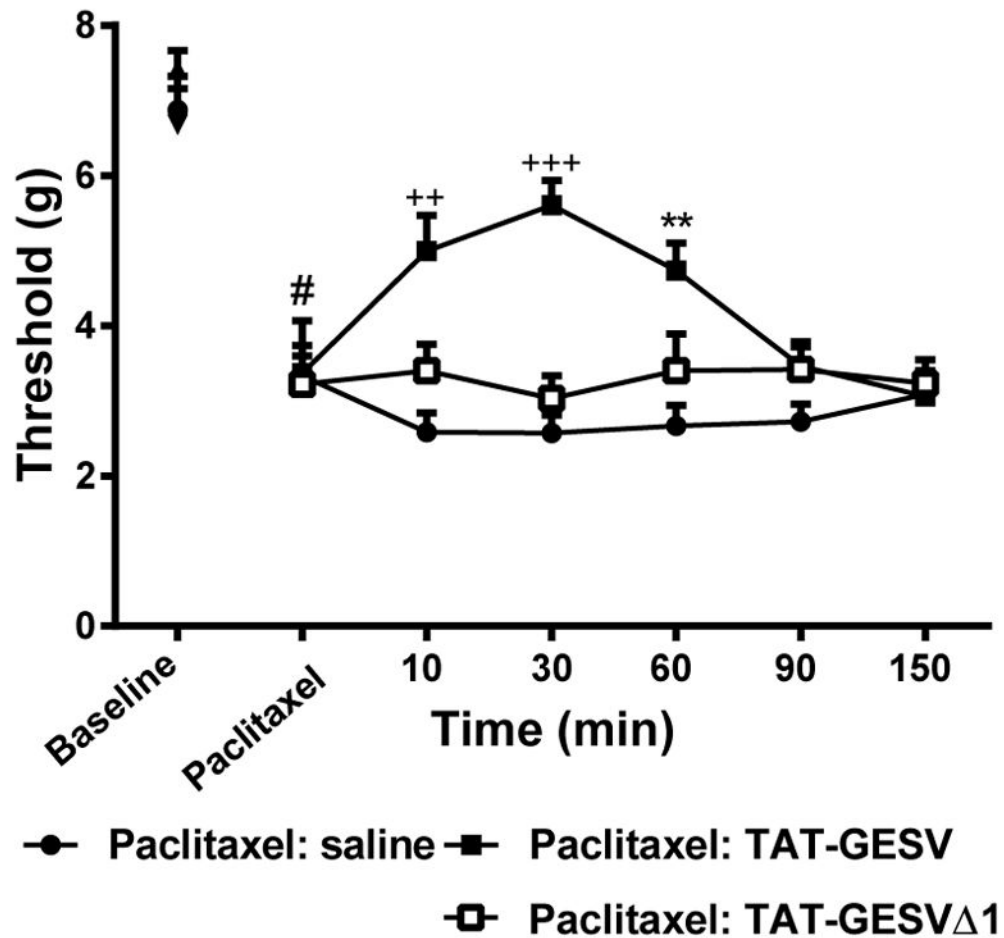 8
6
4
2
0
Threshold (g)
#
++
+++
**
Baseline
Paclitaxel
10
30
60
90
150
Time (min)
Paclitaxel: saline
Paclitaxel: TAT-GESV
Paclitaxel: TAT-GESVΔ1